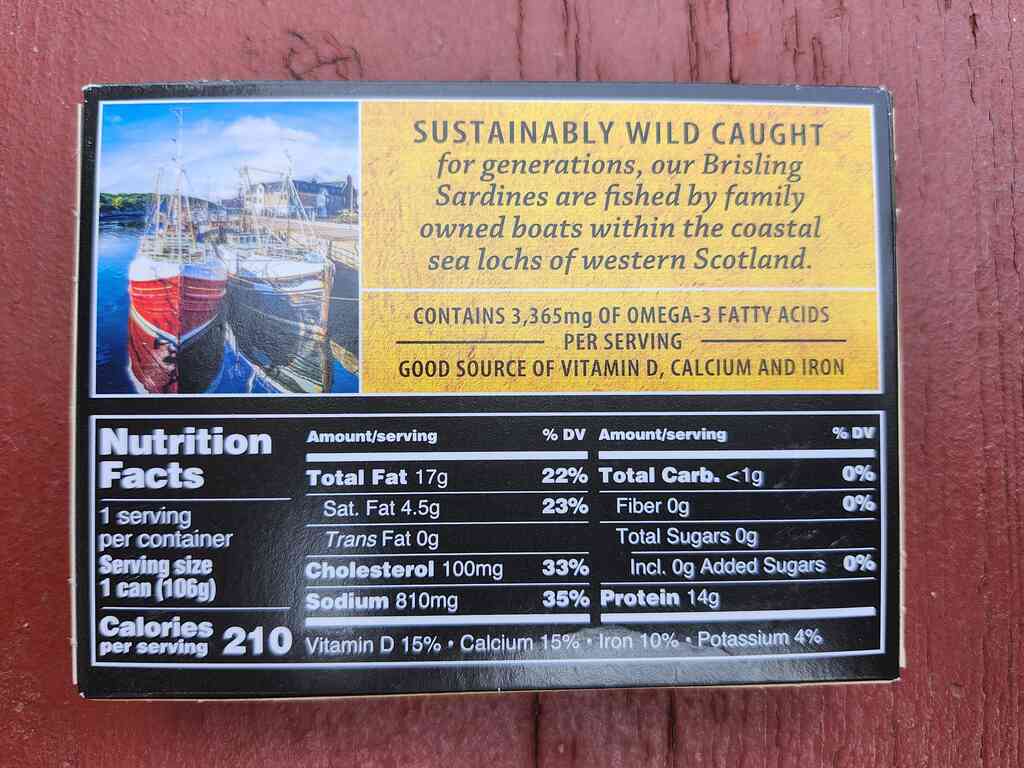 SUSTAINABLY WILD CAUGHT
for generations, our Brisling
Sardines are fished by family
owned boats within the coastal
sea lochs of western Scotland.
CONTAINS 3,365mg OF OMEGA-3 FATTY ACIDS
PER SERVING
GOOD SOURCE OF VITAMIN D, CALCIUM AND IRON
Nutrition
Facts
1 serving
per container
Serving size
1 can (106g)
Calories
per serving 210
Amount/serving % DV
Total Fat 17g 22%
Sat. Fat 4.5g 23%
Trans Fat 0g
Cholesterol 100mg 33%
Sodium 810mg 35%
Amount/serving % DV
Total Carb. <1g 0%
Fiber 0g 0%
Total Sugars 0g
Incl. 0g Added Sugars 0%
Protein 14g
Vitamin D 15% • Calcium 15% • Iron 10% • Potassium 4%